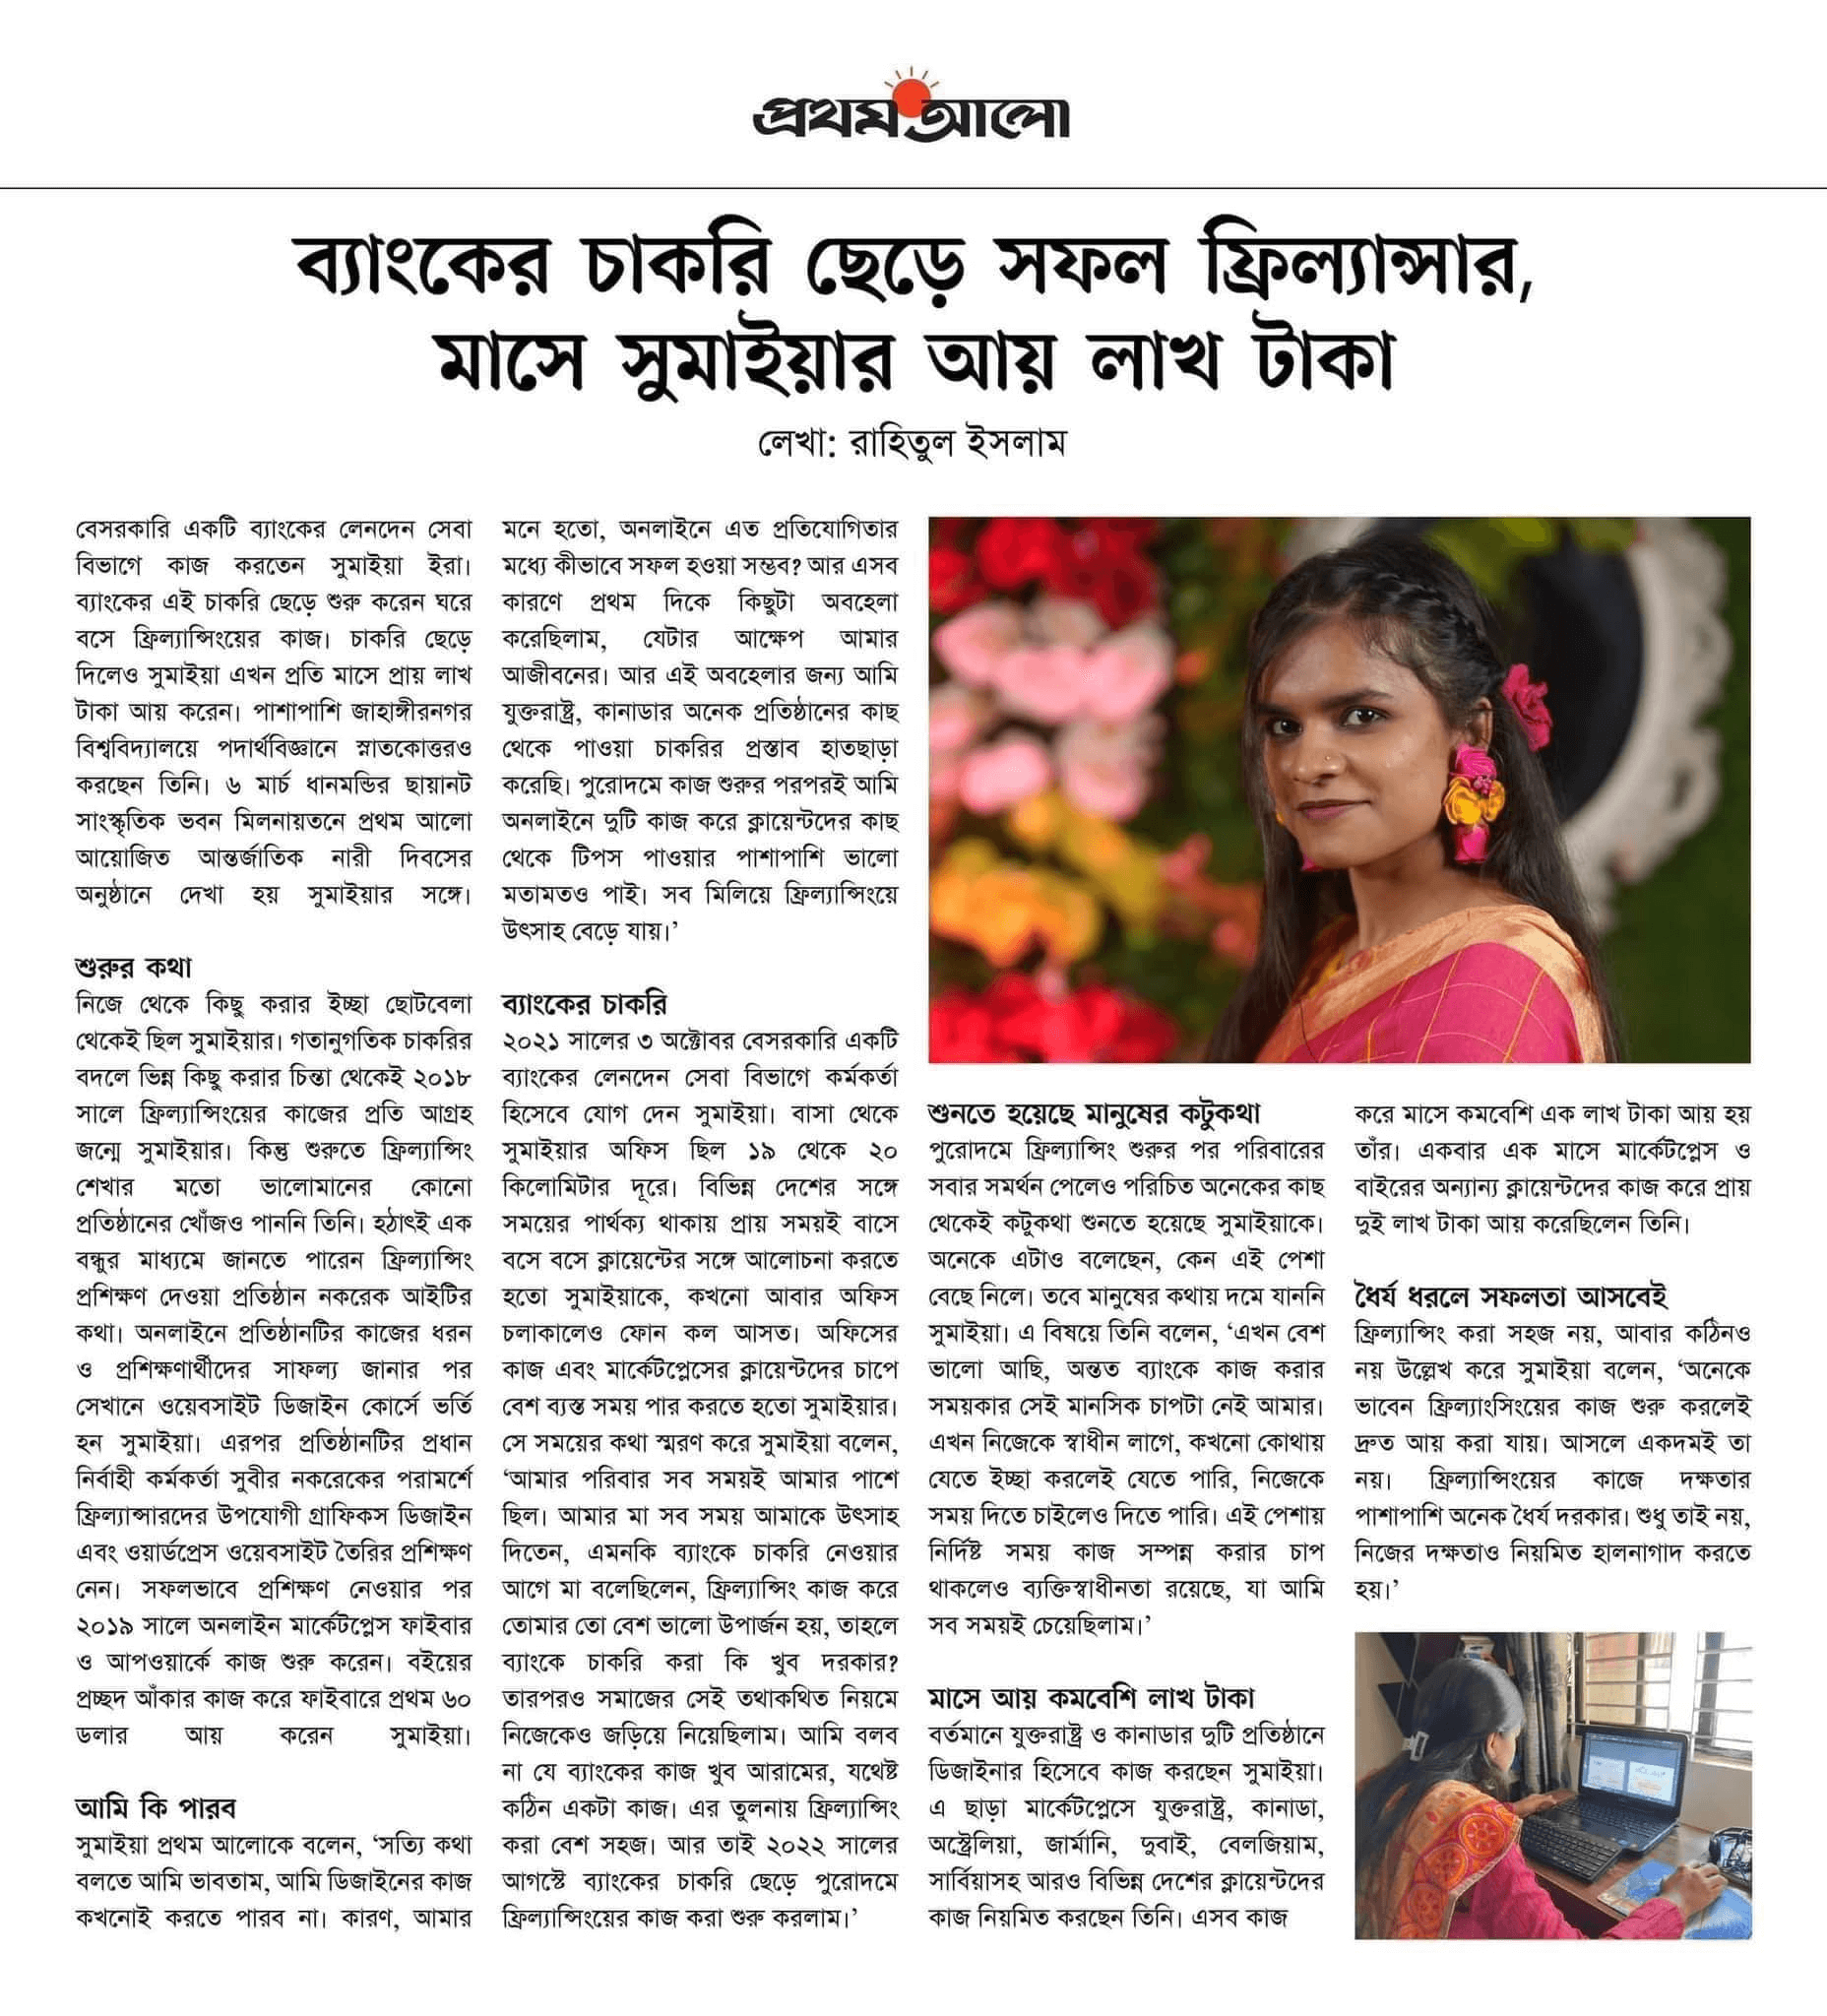 প্রথম আলো
ব্যাংকের চাকরি ছেড়ে সফল ফ্রিল্যান্সার,
মাসে সুমাইয়ার আয় লাখ টাকা
লেখা: রাহিতুল ইসলাম
বেসরকারি একটি ব্যাংকের লেনদেন সেবা
বিভাগে কাজ করতেন সুমাইয়া ইরা।
ব্যাংকের এই চাকরি ছেড়ে শুরু করেন ঘরে
বসে ফ্রিল্যান্সিংয়ের কাজ। চাকরি ছেড়ে
দিলেও সুমাইয়া এখন প্রতি মাসে প্রায় লাখ
টাকা আয় করেন। পাশাপাশি জাহাঙ্গীরনগর
বিশ্ববিদ্যালয়ে পদার্থবিজ্ঞানে স্নাতকোত্তরও
করছেন তিনি। ৬ মার্চ ধানমন্ডির ছায়ানট
সাংস্কৃতিক ভবন মিলনায়তনে প্রথম আলো
আয়োজিত আন্তর্জাতিক নারী দিবসের
অনুষ্ঠানে দেখা হয় সুমাইয়ার সঙ্গে।
শুরুর কথা
নিজে থেকে কিছু করার ইচ্ছা ছোটবেলা
থেকেই ছিল সুমাইয়ার। গতানুগতিক চাকরির
বদলে ভিন্ন কিছু করার চিন্তা থেকেই ২০১৮
সালে ফ্রিল্যান্সিংয়ের কাজের প্রতি আগ্রহ
জন্মে সুমাইয়ার। কিন্তু শুরুতে ফ্রিল্যান্সিং
শেখার মতো ভালোমানের কোনো
প্রতিষ্ঠানের খোঁজও পাননি তিনি। হঠাৎই এক
বন্ধুর মাধ্যমে জানতে পারেন ফ্রিল্যান্সিং
প্রশিক্ষণ দেওয়া প্রতিষ্ঠান নকরেক আইটির
কথা। অনলাইনে প্রতিষ্ঠানটির কাজের ধরন
ও প্রশিক্ষণার্থীদের সাফল্য জানার পর
সেখানে ওয়েবসাইট ডিজাইন কোর্সে ভর্তি
হন সুমাইয়া। এরপর প্রতিষ্ঠানটির প্রধান
নির্বাহী কর্মকর্তা সুবীর নকরেকের পরামর্শে
ফ্রিল্যান্সারদের উপযোগী গ্রাফিকস ডিজাইন
এবং ওয়ার্ডপ্রেস ওয়েবসাইট তৈরির প্রশিক্ষণ
নেন। সফলভাবে প্রশিক্ষণ নেওয়ার পর
২০১৯ সালে অনলাইন মার্কেটপ্লেস ফাইবার
ও আপওয়ার্কে কাজ শুরু করেন। বইয়ের
প্রচ্ছদ আঁকার কাজ করে ফাইবারে প্রথম ৬০
ডলার আয় করেন সুমাইয়া।
আমি কি পারব
সুমাইয়া প্রথম আলোকে বলেন, ‘সত্যি কথা
বলতে আমি ভাবতাম, আমি ডিজাইনের কাজ
কখনোই করতে পারব না। কারণ, আমার
মনে হতো, অনলাইনে এত প্রতিযোগিতার
মধ্যে কীভাবে সফল হওয়া সম্ভব? আর এসব
কারণে প্রথম দিকে কিছুটা অবহেলা
করেছিলাম, যেটার আক্ষেপ আমার
আজীবনের। আর এই অবহেলার জন্য আমি
যুক্তরাষ্ট্র, কানাডার অনেক প্রতিষ্ঠানের কাছ
থেকে পাওয়া চাকরির প্রস্তাব হাতছাড়া
করেছি। পুরোদমে কাজ শুরুর পরপরই আমি
অনলাইনে দুটি কাজ করে ক্লায়েন্টদের কাছ
থেকে টিপস পাওয়ার পাশাপাশি ভালো
মতামতও পাই। সব মিলিয়ে ফ্রিল্যান্সিংয়ে
উৎসাহ বেড়ে যায়।’
ব্যাংকের চাকরি
২০২১ সালের ৩ অক্টোবর বেসরকারি একটি
ব্যাংকের লেনদেন সেবা বিভাগে কর্মকর্তা
হিসেবে যোগ দেন সুমাইয়া। বাসা থেকে
সুমাইয়ার অফিস ছিল ১৯ থেকে ২০
কিলোমিটার দূরে। বিভিন্ন দেশের সঙ্গে
সময়ের পার্থক্য থাকায় প্রায় সময়ই বাসে
বসে বসে ক্লায়েন্টের সঙ্গে আলোচনা করতে
হতো সুমাইয়াকে, কখনো আবার অফিস
চলাকালেও ফোন কল আসত। অফিসের
কাজ এবং মার্কেটপ্লেসের ক্লায়েন্টদের চাপে
বেশ ব্যস্ত সময় পার করতে হতো সুমাইয়ার।
সে সময়ের কথা স্মরণ করে সুমাইয়া বলেন,
‘আমার পরিবার সব সময়ই আমার পাশে
ছিল। আমার মা সব সময় আমাকে উৎসাহ
দিতেন, এমনকি ব্যাংকে চাকরি নেওয়ার
আগে মা বলেছিলেন, ফ্রিল্যান্সিং কাজ করে
তোমার তো বেশ ভালো উপার্জন হয়, তাহলে
ব্যাংকে চাকরি করা কি খুব দরকার?
তারপরও সমাজের সেই তথাকথিত নিয়মে
নিজেকেও জড়িয়ে নিয়েছিলাম। আমি বলব
না যে ব্যাংকের কাজ খুব আরামের, যথেষ্ট
কঠিন একটা কাজ। এর তুলনায় ফ্রিল্যান্সিং
করা বেশ সহজ। আর তাই ২০২২ সালের
আগস্টে ব্যাংকের চাকরি ছেড়ে পুরোদমে
ফ্রিল্যান্সিংয়ের কাজ করা শুরু করলাম।’
শুনতে হয়েছে মানুষের কটুকথা
পুরোদমে ফ্রিল্যান্সিং শুরুর পর পরিবারের
সবার সমর্থন পেলেও পরিচিত অনেকের কাছ
থেকেই কটুকথা শুনতে হয়েছে সুমাইয়াকে।
অনেকে এটাও বলেছেন, কেন এই পেশা
বেছে নিলে। তবে মানুষের কথায় দমে যাননি
সুমাইয়া। এ বিষয়ে তিনি বলেন, ‘এখন বেশ
ভালো আছি, অন্তত ব্যাংকে কাজ করার
সময়কার সেই মানসিক চাপটা নেই আমার।
এখন নিজেকে স্বাধীন লাগে, কখনো কোথায়
যেতে ইচ্ছা করলেই যেতে পারি, নিজেকে
সময় দিতে চাইলেও দিতে পারি। এই পেশায়
নির্দিষ্ট সময় কাজ সম্পন্ন করার চাপ
থাকলেও ব্যক্তিস্বাধীনতা রয়েছে, যা আমি
সব সময়ই চেয়েছিলাম।’
মাসে আয় কমবেশি লাখ টাকা
বর্তমানে যুক্তরাষ্ট্র ও কানাডার দুটি প্রতিষ্ঠানে
ডিজাইনার হিসেবে কাজ করছেন সুমাইয়া।
এ ছাড়া মার্কেটপ্লেসে যুক্তরাষ্ট্র, কানাডা,
অস্ট্রেলিয়া, জার্মানি, দুবাই, বেলজিয়াম,
সার্বিয়াসহ আরও বিভিন্ন দেশের ক্লায়েন্টদের
কাজ নিয়মিত করছেন তিনি। এসব কাজ
করে মাসে কমবেশি এক লাখ টাকা আয় হয়
তাঁর। একবার এক মাসে মার্কেটপ্লেস ও
বাইরের অন্যান্য ক্লায়েন্টদের কাজ করে প্রায়
দুই লাখ টাকা আয় করেছিলেন তিনি।
ধৈর্য ধরলে সফলতা আসবেই
ফ্রিল্যান্সিং করা সহজ নয়, আবার কঠিনও
নয় উল্লেখ করে সুমাইয়া বলেন, ‘অনেকে
ভাবেন ফ্রিল্যাংসিংয়ের কাজ শুরু করলেই
দ্রুত আয় করা যায়। আসলে একদমই তা
নয়। ফ্রিল্যান্সিংয়ের কাজে দক্ষতার
পাশাপাশি অনেক ধৈর্য দরকার। শুধু তাই নয়,
নিজের দক্ষতাও নিয়মিত হালনাগাদ করতে
হয়।’